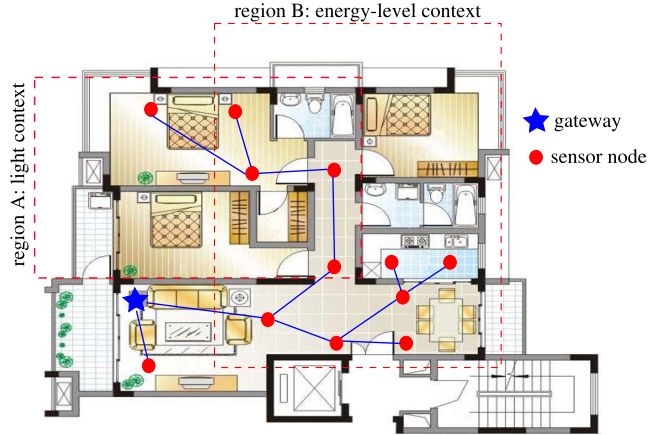 region B: energy-level context
region A: light context
gateway
sensor node